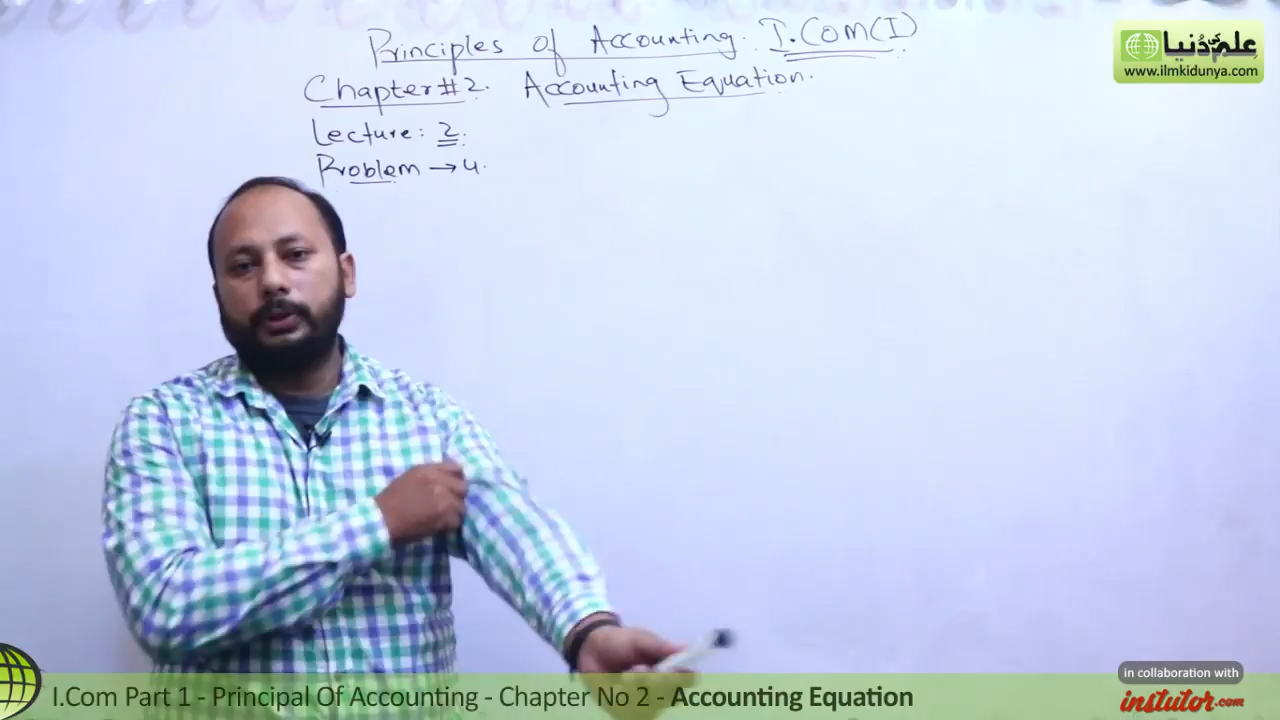 Principles of Accounting. I.Com(I)
Chapter#2. Accounting Equation.
Lecture: 2.
Problem → 4.
علم کی دنیا
www.ilmkidunya.com
in collaboration with
instutor.com
I.Com Part 1 - Principal Of Accounting - Chapter No 2 - Accounting Equation